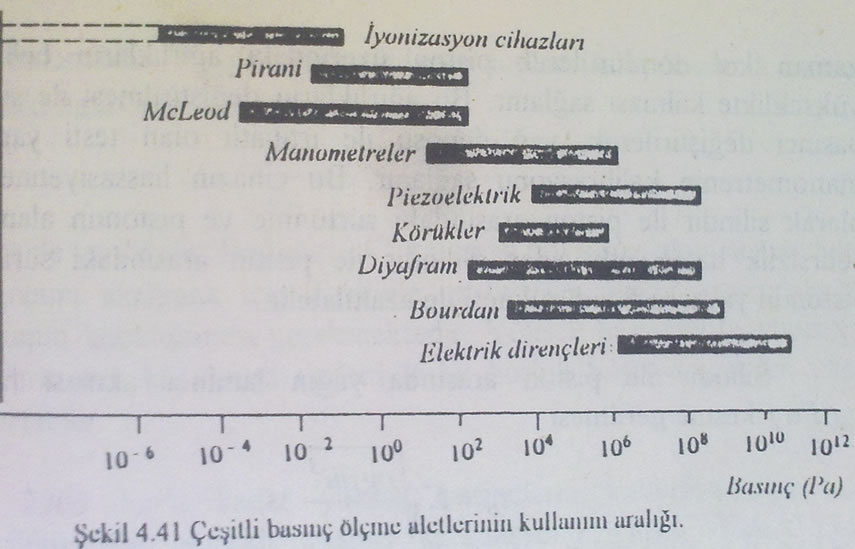 İyonizasyon cihazları
Pirani
McLeod
Manometreler
Piezoelektrik
Körükler
Diyafram
Bourdan
Elektrik dirençleri
10⁻⁶ 10⁻⁴ 10⁻² 10⁰ 10² 10⁴ 10⁶ 10⁸ 10¹⁰ 10¹²
Basınç (Pa)
Şekil 4.41 Çeşitli basınç ölçme aletlerinin kullanım aralığı.